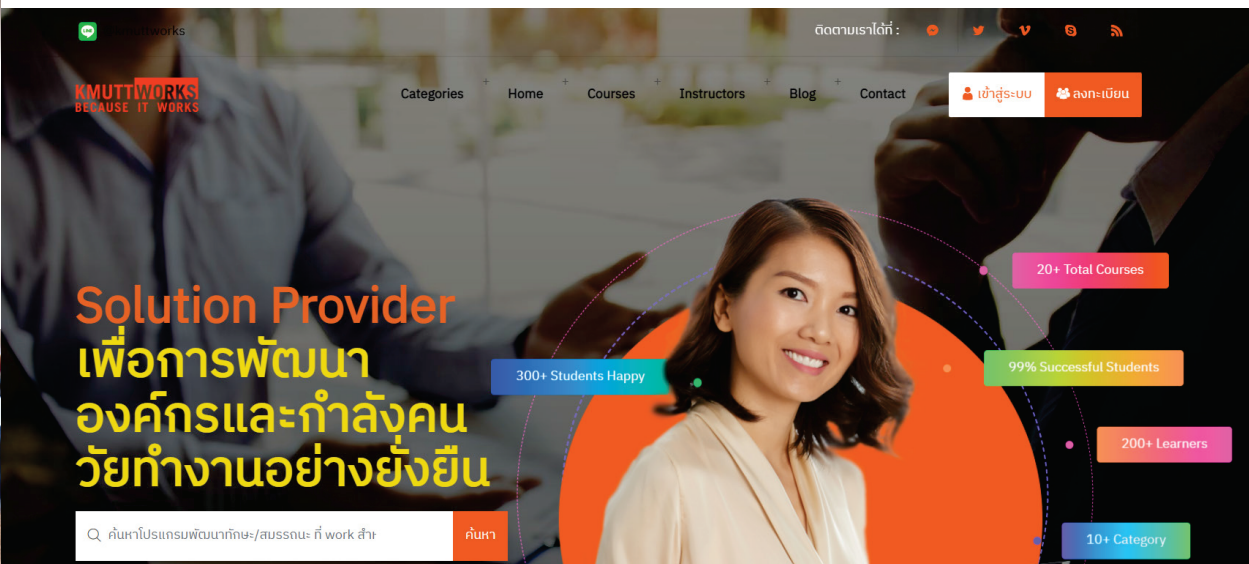 ติดตามเราได้ที่ :
KMUTTWORKS
BECAUSE IT WORKS
Categories Home Courses Instructors Blog Contact
เข้าสู่ระบบ ลงทะเบียน
Solution Provider
เพื่อการพัฒนา
องค์กรและกำลังคน
วัยทำงานอย่างยั่งยืน
20+ Total Courses
300+ Students Happy
99% Successful Students
200+ Learners
10+ Category
ค้นหาโปรแกรมพัฒนาทักษะ/สมรรถนะ ที่ work ค้นหา